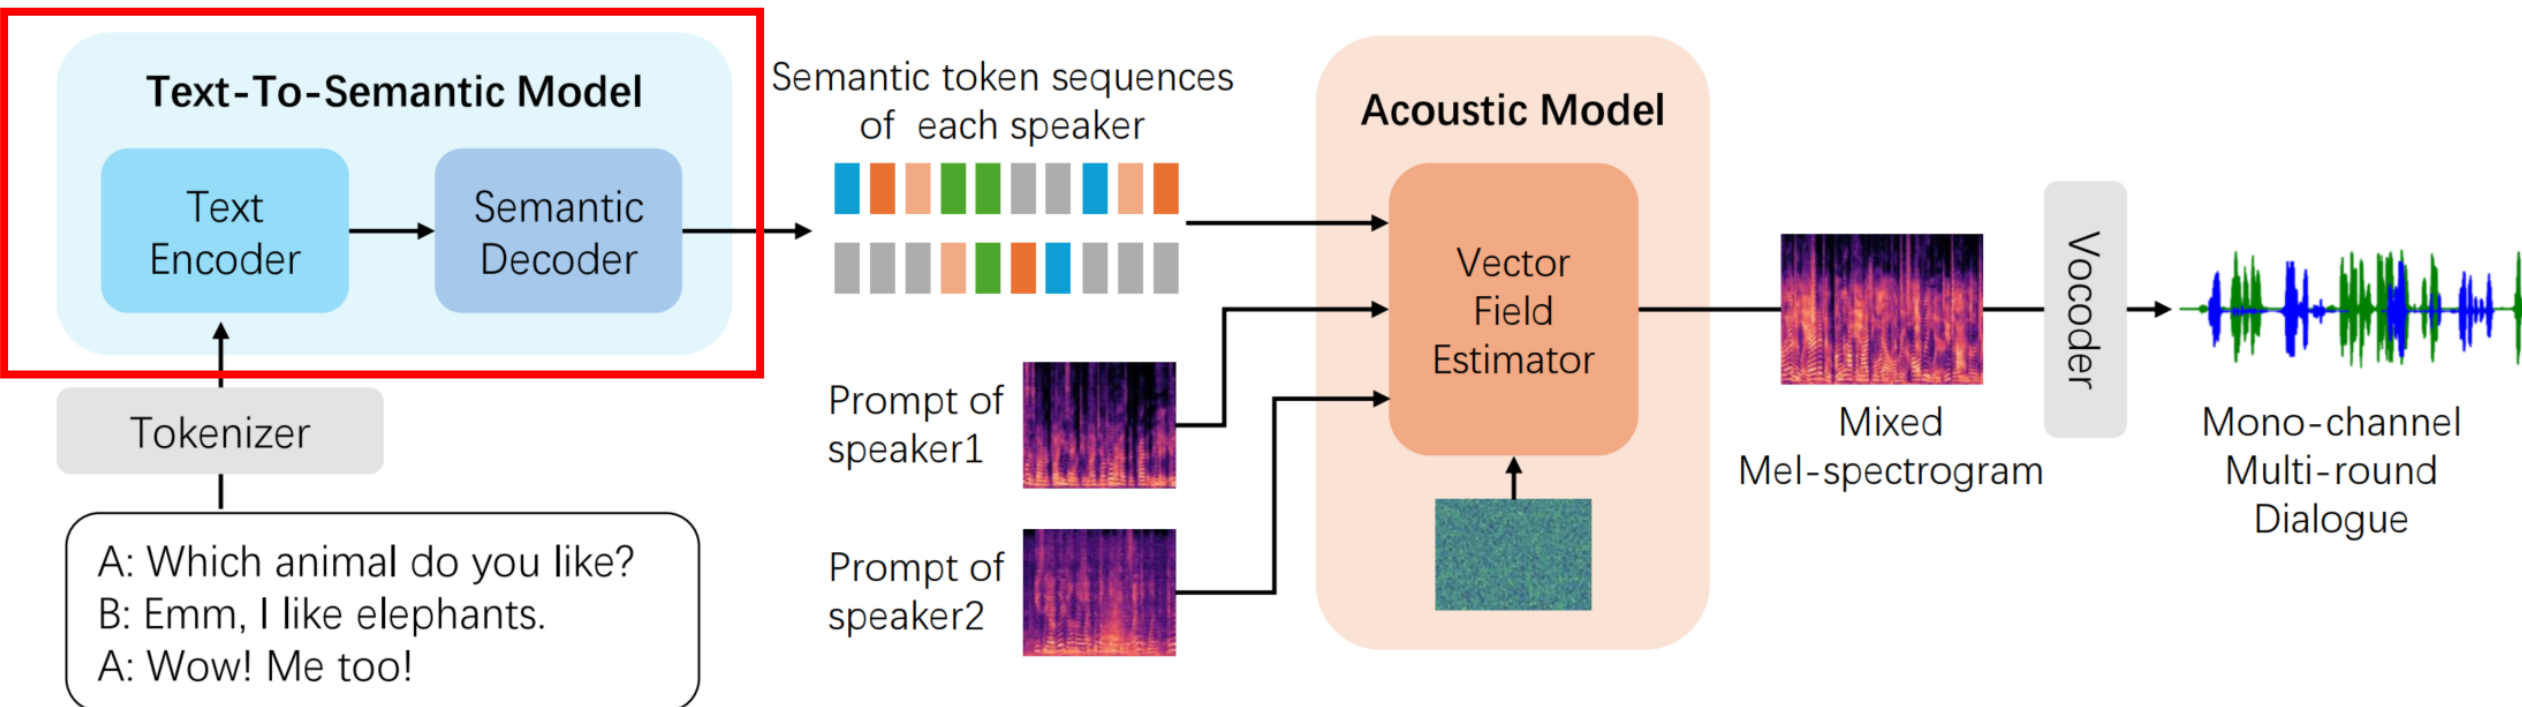 Text-To-Semantic Model
Text
Encoder
Semantic
Decoder
Tokenizer
A: Which animal do you like?
B: Emm, I like elephants.
A: Wow! Me too!
Semantic token sequences
of each speaker
Prompt of
speaker1
Prompt of
speaker2
Acoustic Model
Vector
Field
Estimator
Mixed
Mel-spectrogram
Vocoder
Mono-channel
Multi-round
Dialogue